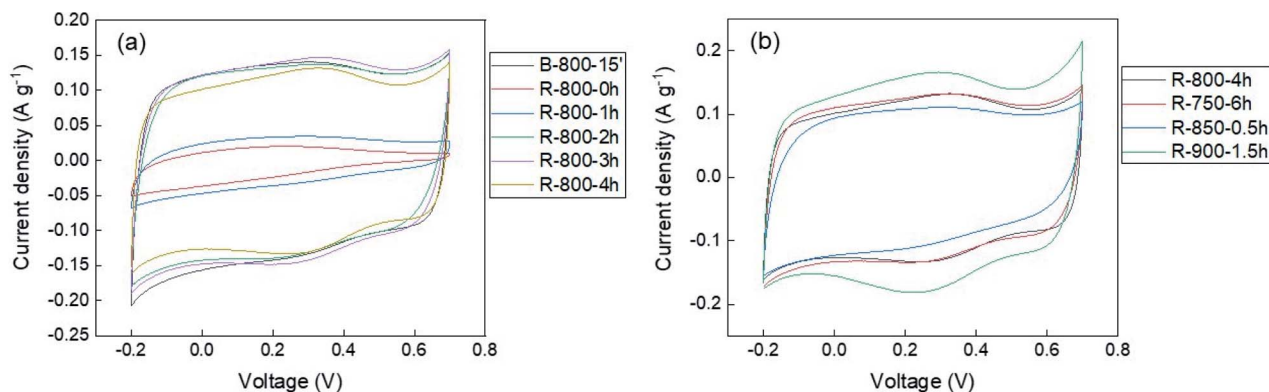 (a)
Current density (A g⁻¹)
0.20
0.15
0.10
0.05
0.00
-0.05
-0.10
-0.15
-0.20
-0.25
-0.2
0.0
0.2
0.4
0.6
0.8
Voltage (V)
B-800-15'
R-800-0h
R-800-1h
R-800-2h
R-800-3h
R-800-4h
(b)
Current density (A g⁻¹)
0.2
0.1
0.0
-0.1
-0.2
-0.2
0.0
0.2
0.4
0.6
0.8
Voltage (V)
R-800-4h
R-750-6h
R-850-0.5h
R-900-1.5h